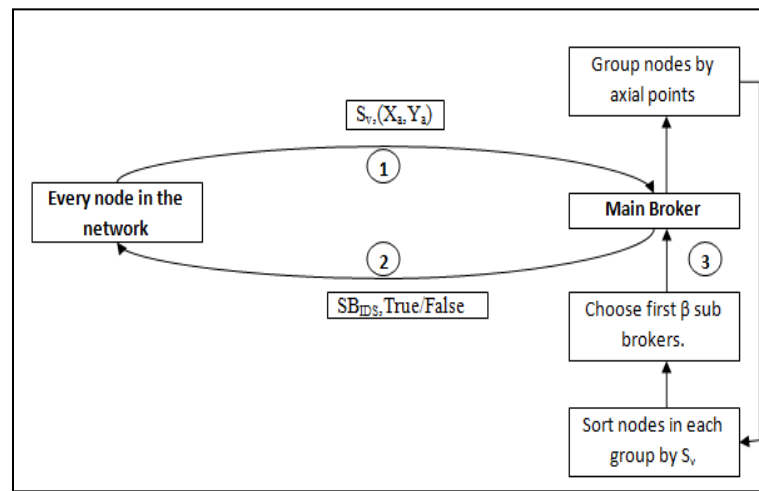 Group nodes by
axial points
Sv,(Xa,Ya)
1
Every node in the
network
Main Broker
2
3
SBIDS,True/False
Choose first β sub
brokers.
Sort nodes in each
group by Sv